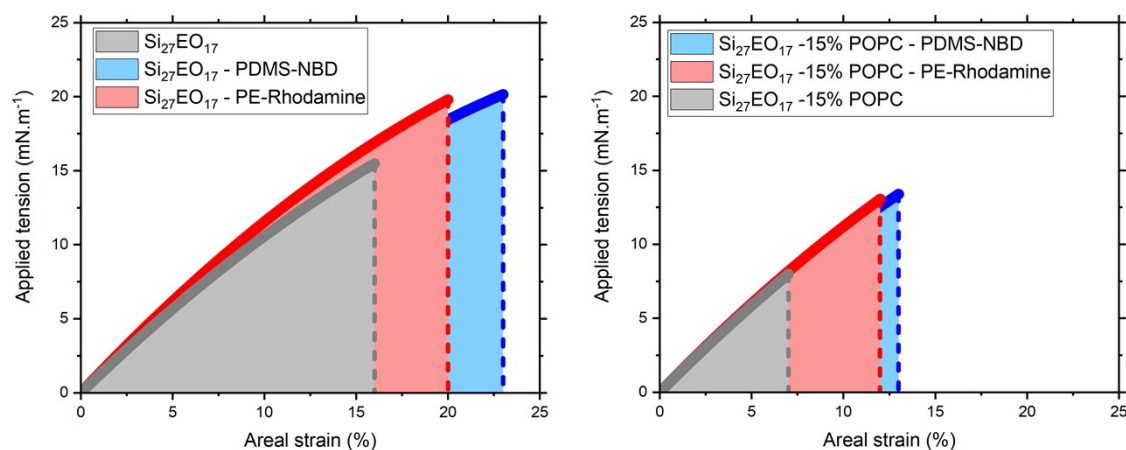 Applied tension (mN.m⁻¹)
25
20
15
10
5
0
Si₂₇EO₁₇
Si₂₇EO₁₇ - PDMS-NBD
Si₂₇EO₁₇ - PE-Rhodamine
0 5 10 15 20 25
Areal strain (%)
Applied tension (mN.m⁻¹)
25
20
15
10
5
0
Si₂₇EO₁₇ -15% POPC - PDMS-NBD
Si₂₇EO₁₇ -15% POPC - PE-Rhodamine
Si₂₇EO₁₇ -15% POPC
0 5 10 15 20 25
Areal strain (%)